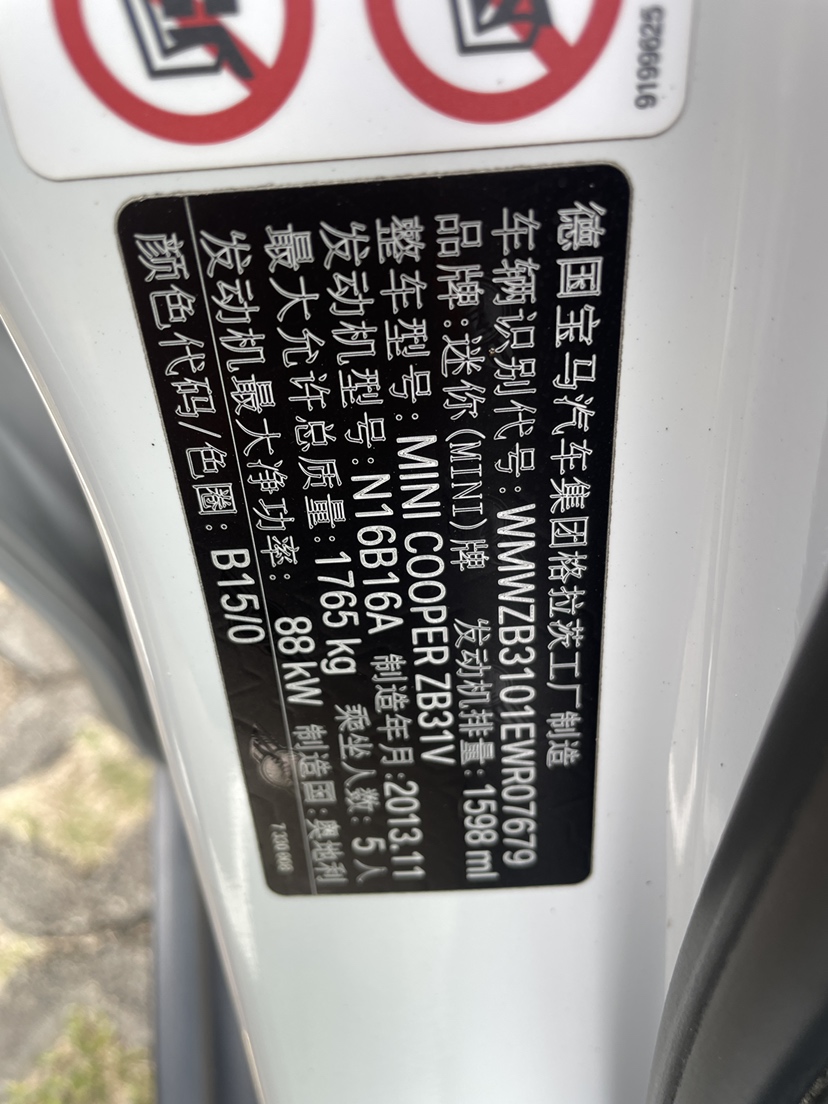 9299616
德国宝马汽车集团格拉茨工厂制造
车辆识别代号: WMWZB3101EWR07679
品牌:迷你(MINI)牌 发动机排量: 1598 ml
整车型号: MINI COOPER ZB31V
发动机型号: N16B16A 制造年月:2013.11
最大允许总质量: 1765 kg 乘坐人数: 5 人
发动机最大净功率: 88 kW 制造国:奥地利
颜色代码/色圈: B15/0